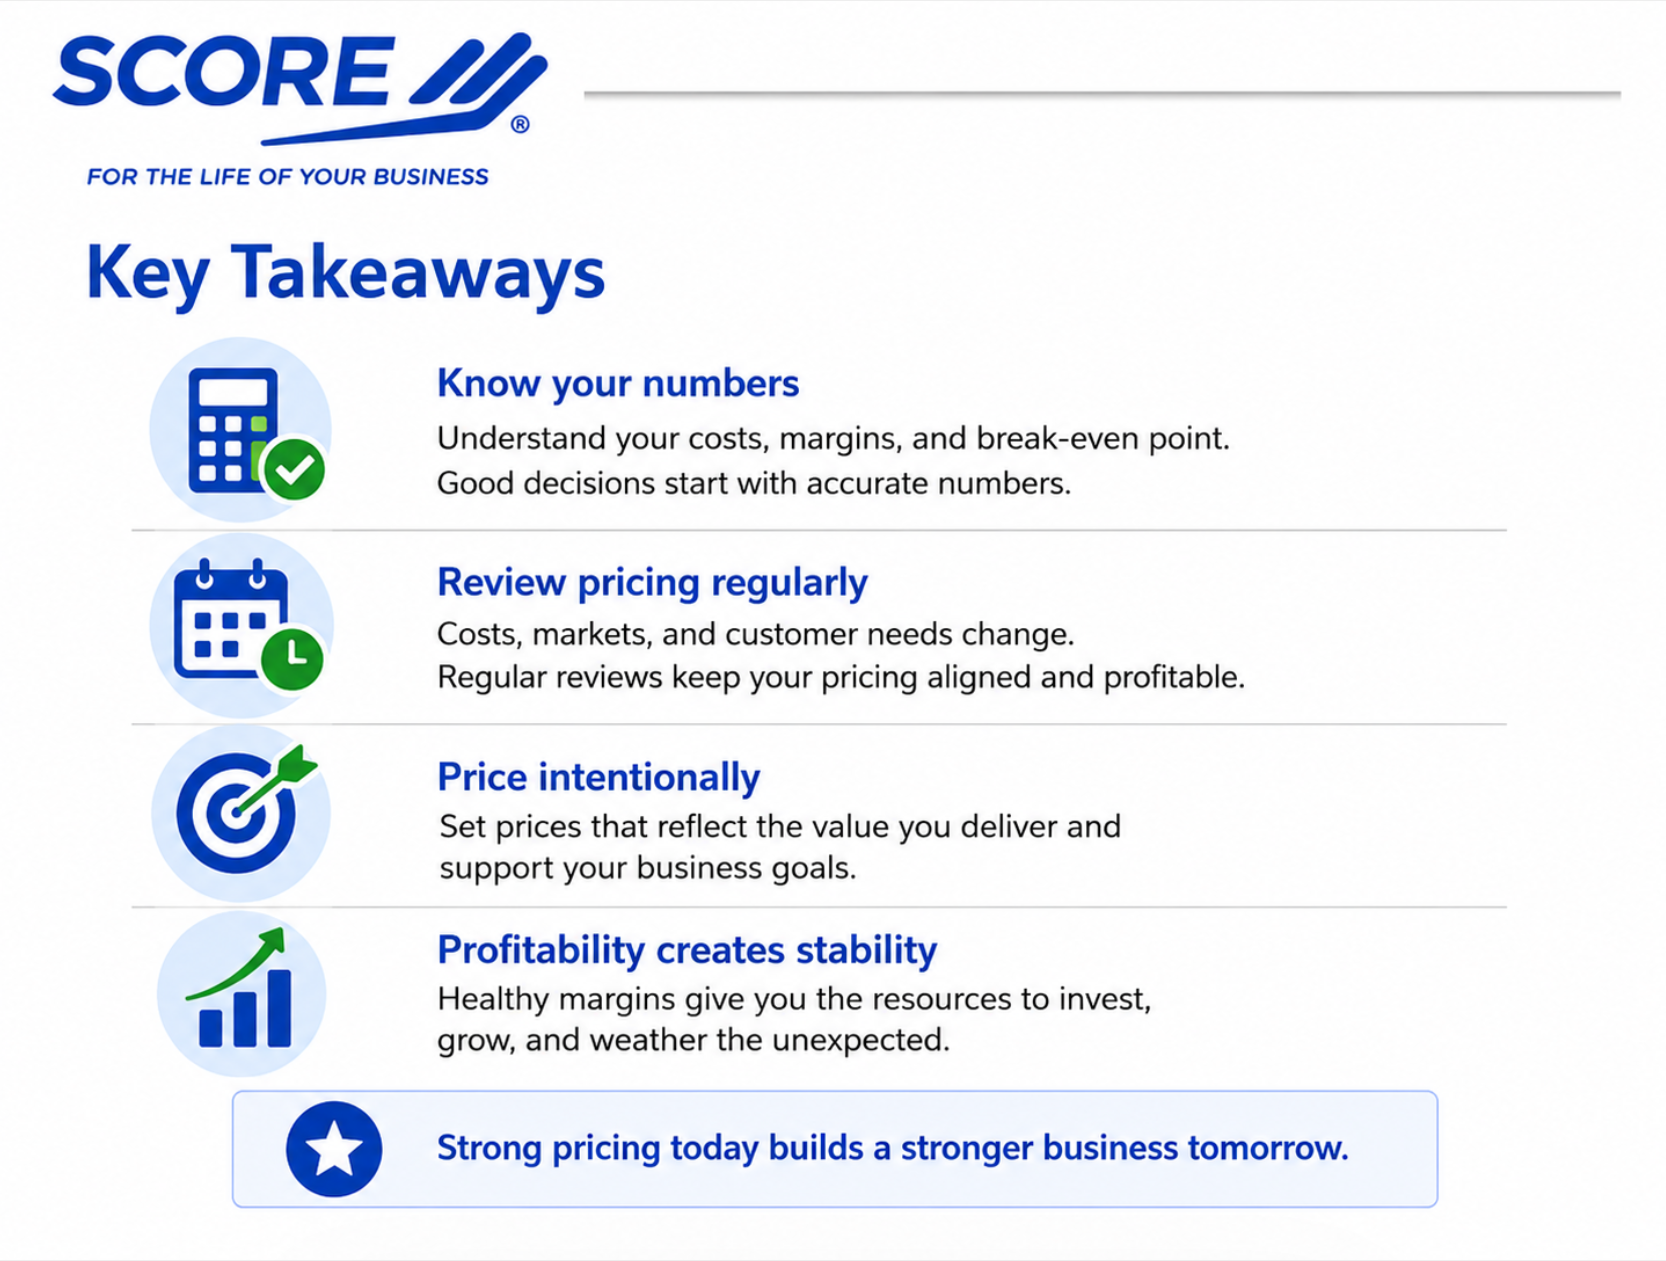 SCORE
®
FOR THE LIFE OF YOUR BUSINESS
Key Takeaways
Know your numbers
Understand your costs, margins, and break-even point.
Good decisions start with accurate numbers.
Review pricing regularly
Costs, markets, and customer needs change.
Regular reviews keep your pricing aligned and profitable.
Price intentionally
Set prices that reflect the value you deliver and
support your business goals.
Profitability creates stability
Healthy margins give you the resources to invest,
grow, and weather the unexpected.
Strong pricing today builds a stronger business tomorrow.